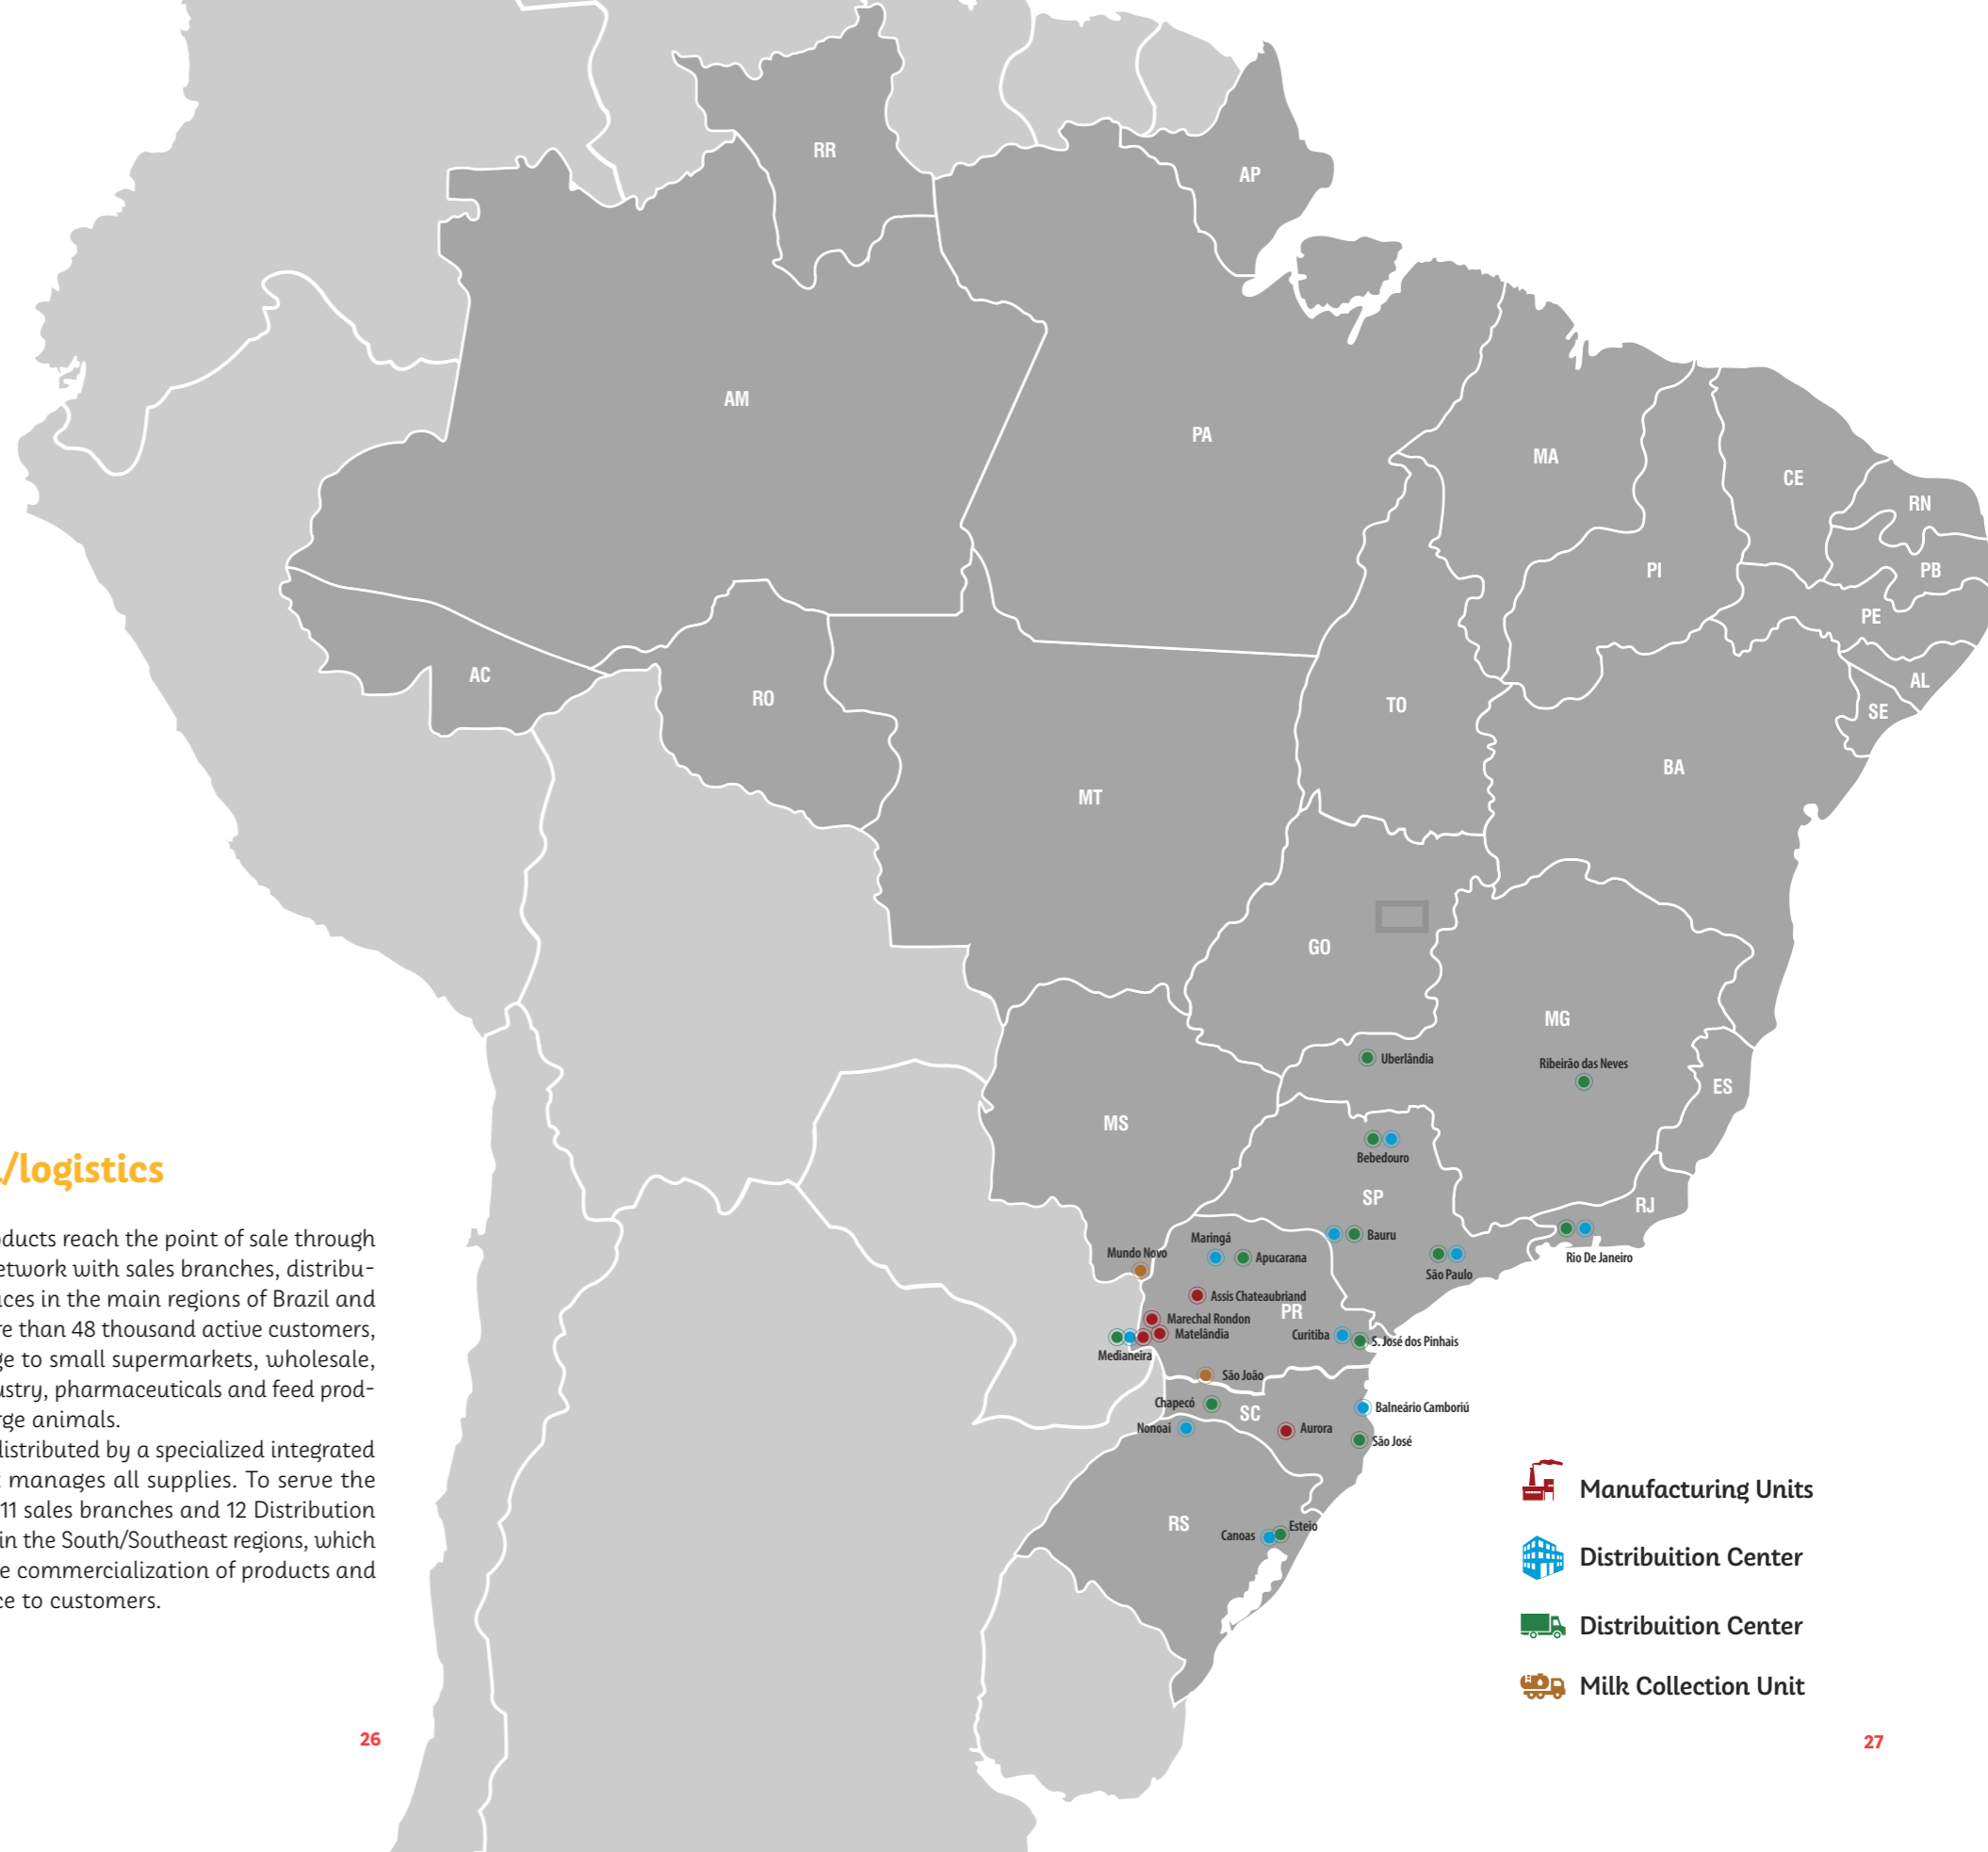 /logistics
ducts reach the point of sale through
etwork with sales branches, distribu-
ces in the main regions of Brazil and
re than 48 thousand active customers,
ge to small supermarkets, wholesale,
ustry, pharmaceuticals and feed prod-
rge animals.
distributed by a specialized integrated
manages all supplies. To serve the
11 sales branches and 12 Distribution
in the South/Southeast regions, which
e commercialization of products and
ce to customers.
26
RR
AP
AM
PA
MA
CE
RN
PI
PB
PE
AC
RO
TO
AL
SE
BA
MT
GO
MG
Uberlândia
Ribeirão das Neves
ES
MS
Bebedouro
SP
RJ
Bauru
Maringá
Mundo Novo
Apucarana
Rio De Janeiro
São Paulo
Assis Chateaubriand
PR
Marechal Rondon
Matelândia
Curitiba
S. José dos Pinhais
Medianeira
São João
Chapecó
SC
Balneário Camboriú
Nonoai
Aurora
São José
RS
Esteio
Canoas
Manufacturing Units
Distribuition Center
Distribuition Center
Milk Collection Unit
27